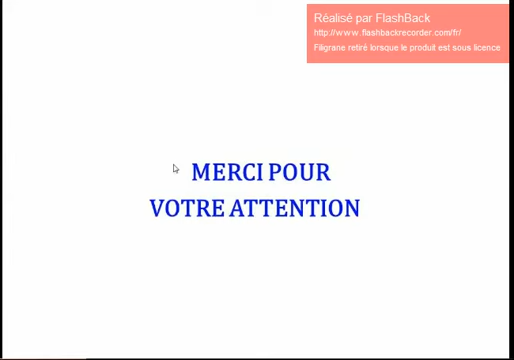 Réalisé par FlashBack
http://www.flashbackrecorder.com/fr/
Filigrane retiré lorsque le produit est sous licence
MERCI POUR
VOTRE ATTENTION